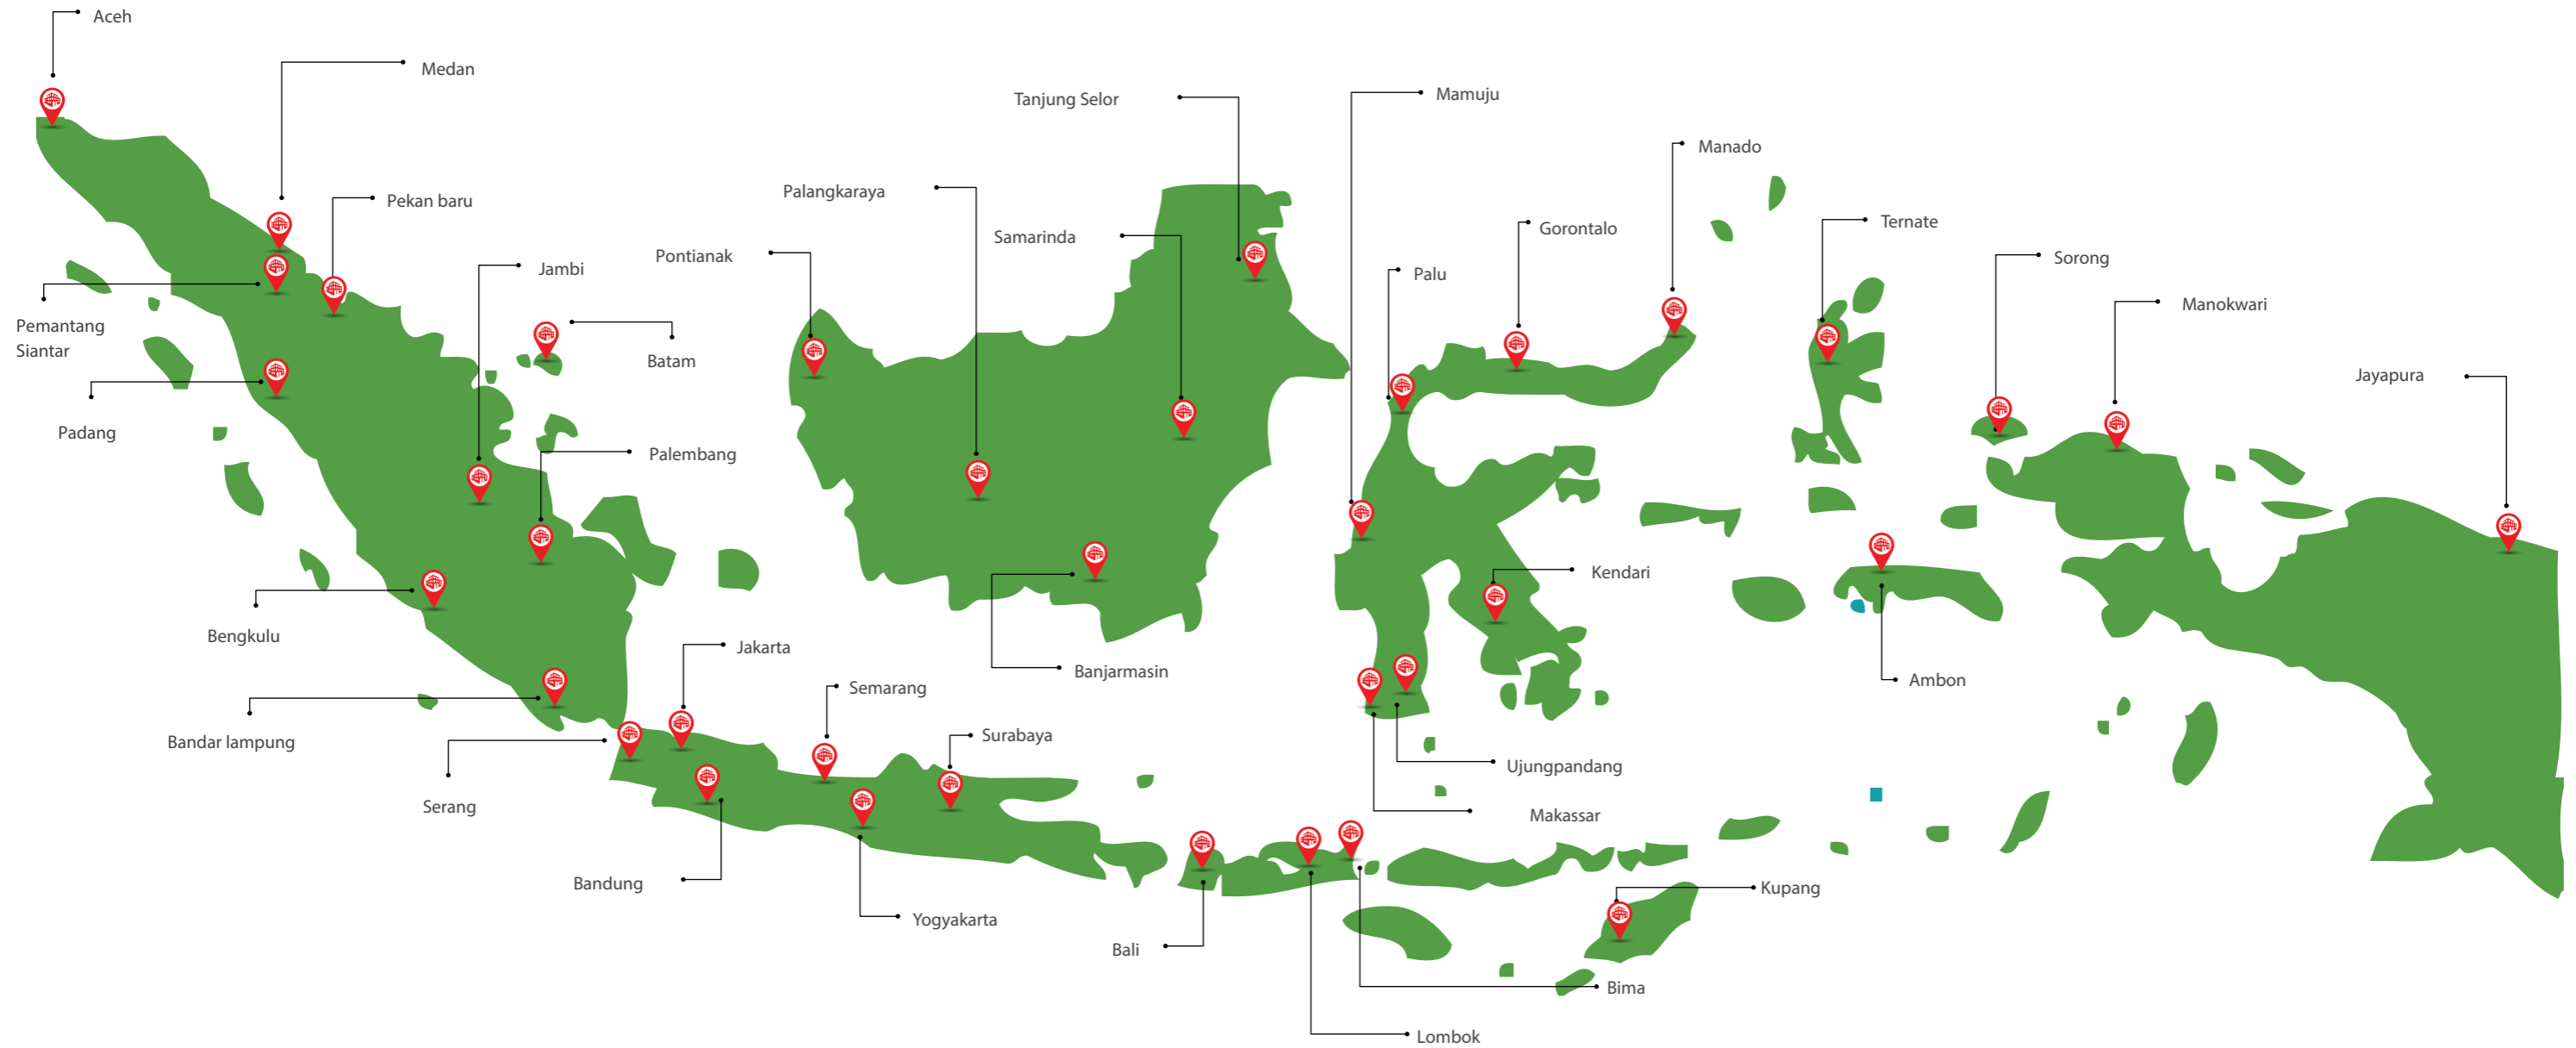 Aceh
Medan
Tanjung Selor
Mamuju
Manado
Palangkaraya
Pekan baru
Ternate
Gorontalo
Samarinda
Pontianak
Sorong
Jambi
Palu
Manokwari
Pemantang
Siantar
Batam
Jayapura
Padang
Palembang
Kendari
Bengkulu
Jakarta
Banjarmasin
Ambon
Semarang
Bandar lampung
Surabaya
Ujungpandang
Serang
Makassar
Bandung
Kupang
Yogyakarta
Bali
Bima
Lombok